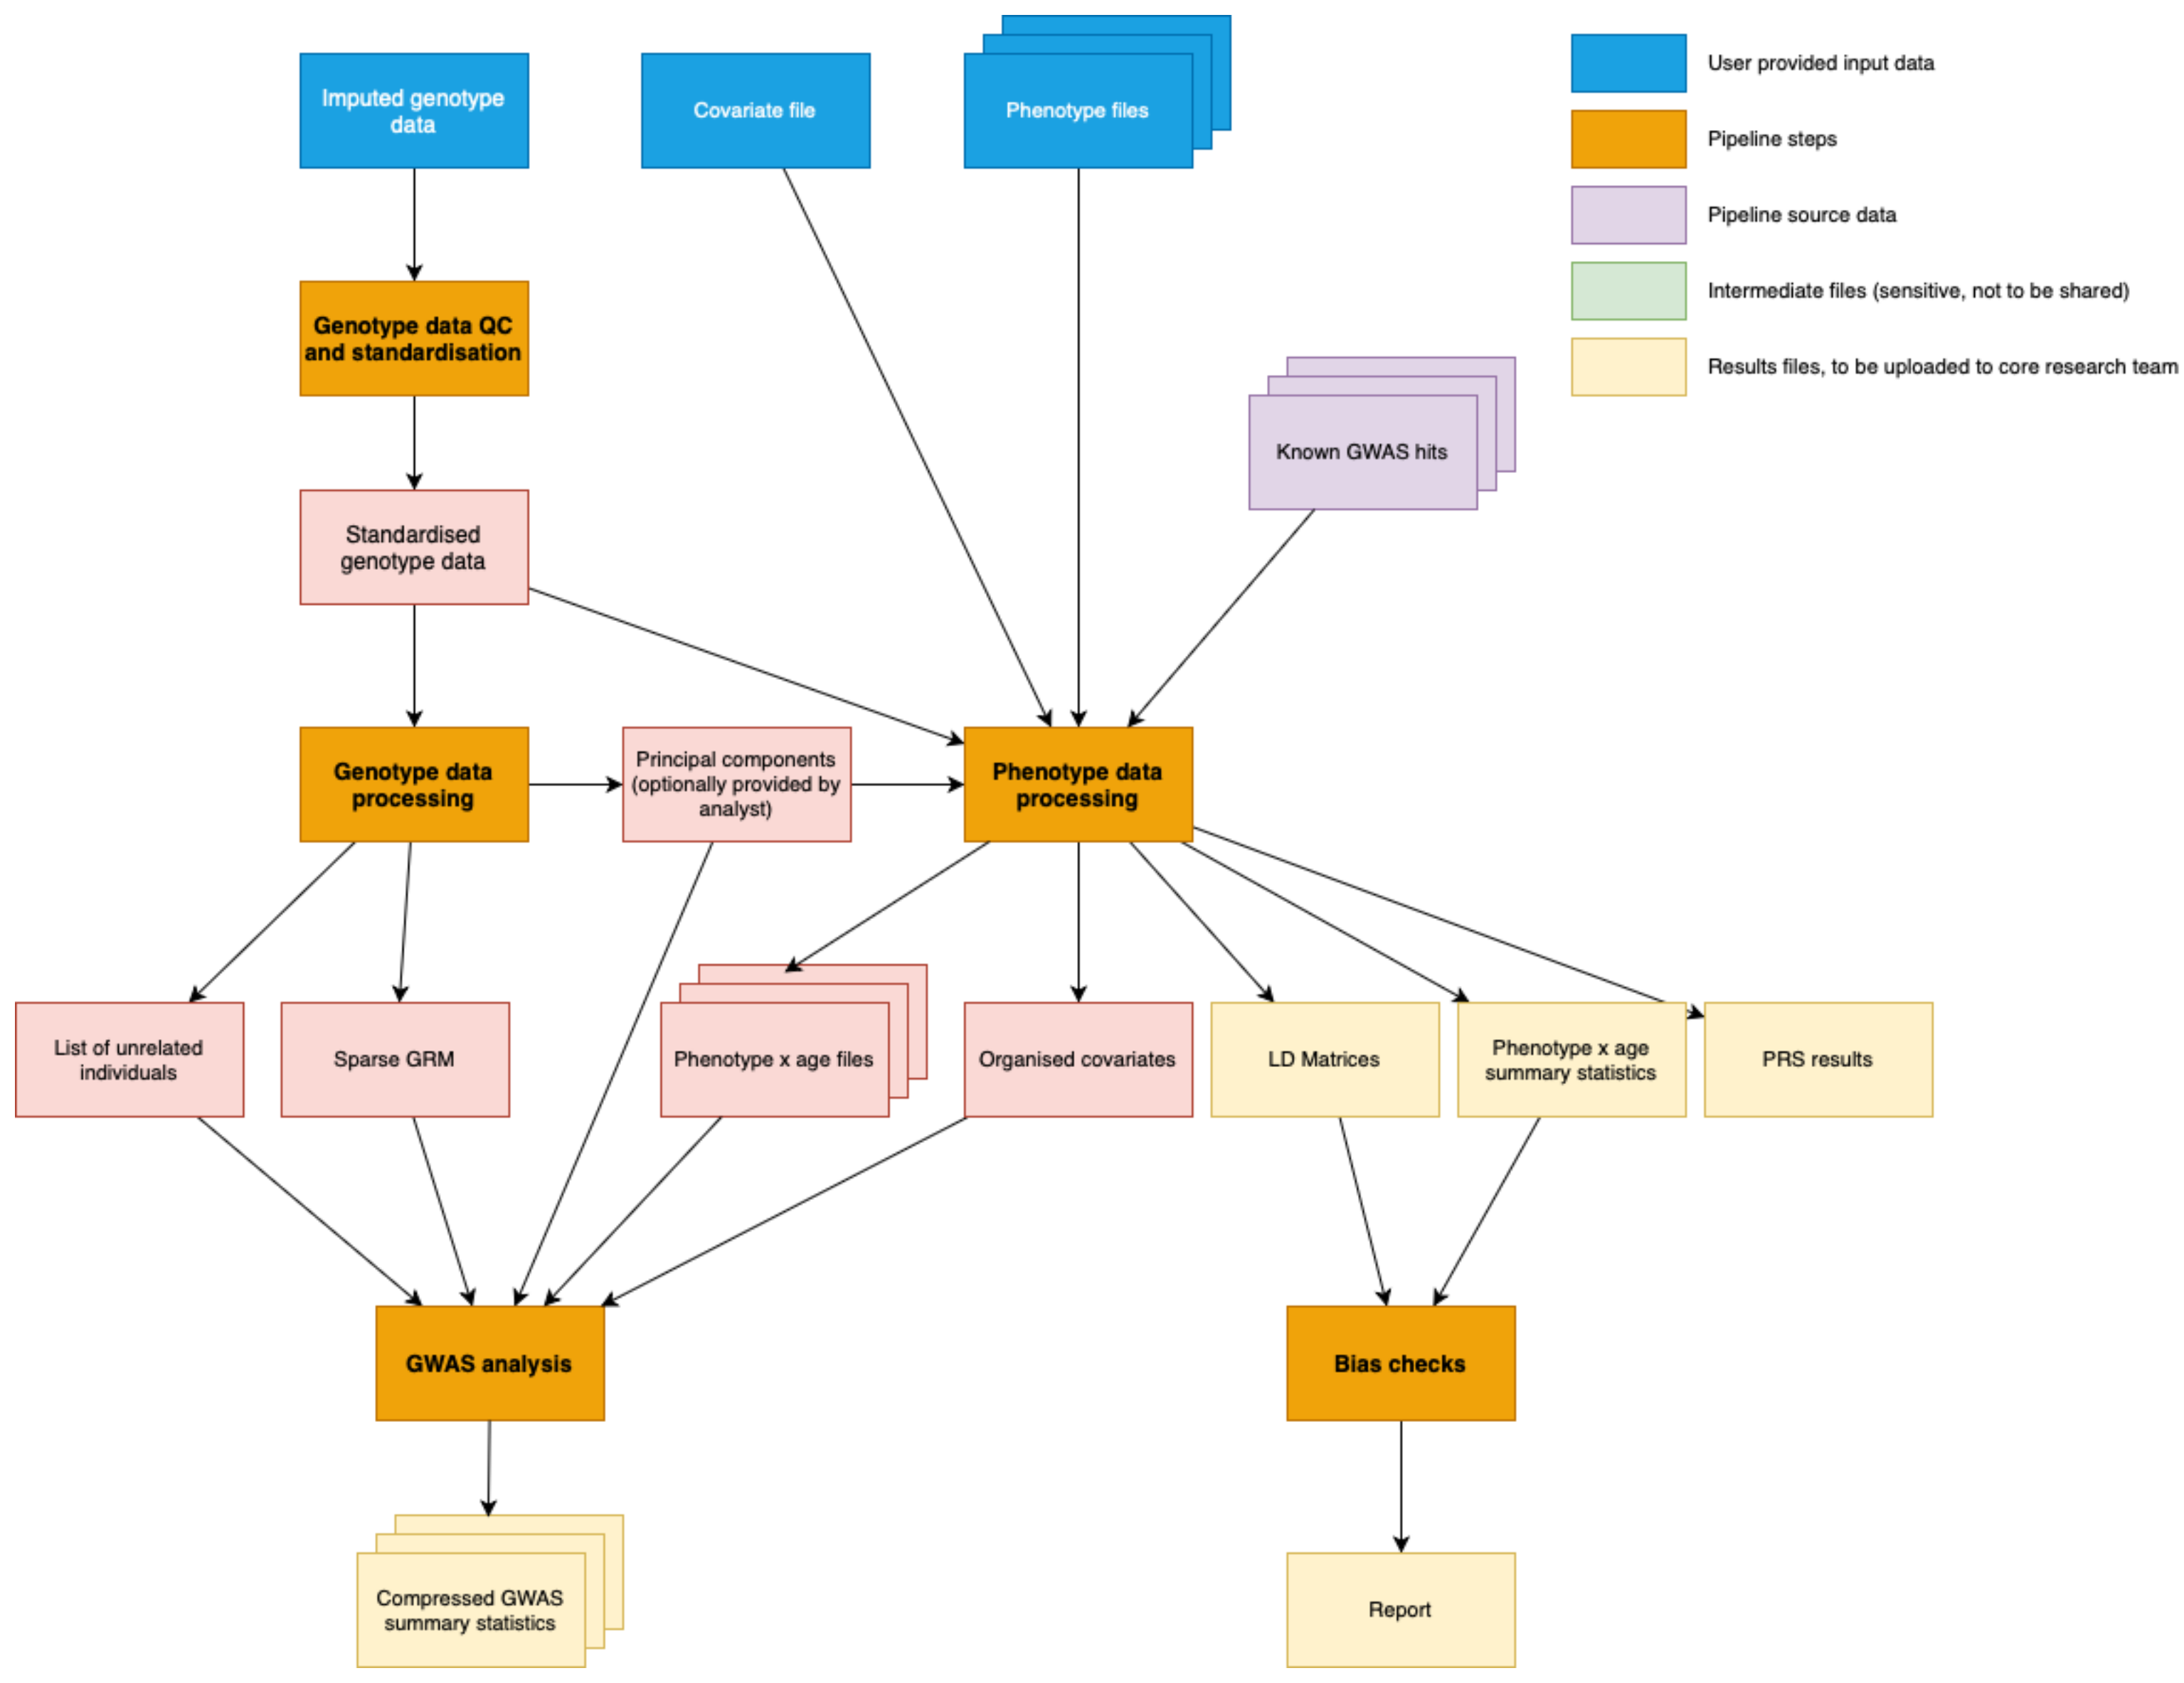 Imputed genotype
data
Covariate file
Phenotype files
User provided input data
Pipeline steps
Pipeline source data
Intermediate files (sensitive, not to be shared)
Results files, to be uploaded to core research team
Genotype data QC
and standardisation
Known GWAS hits
Standardised
genotype data
Genotype data
processing
Principal components
(optionally provided by
analyst)
Phenotype data
processing
List of unrelated
individuals
Sparse GRM
Phenotype x age files
Organised covariates
LD Matrices
Phenotype x age
summary statistics
PRS results
GWAS analysis
Bias checks
Compressed GWAS
summary statistics
Report